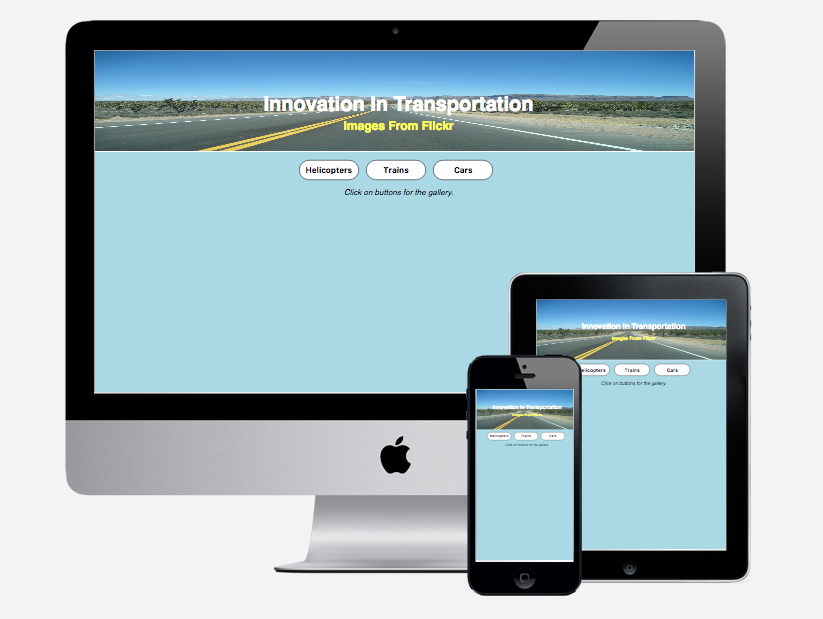 Innovation In Transportation
Images From Flickr
Helicopters Trains Cars
Click on buttons for the gallery.
Innovation In Transportation
Images From Flickr
elicopters Trains Cars
Click on buttons for the gallery.
Innovation In Transportation
Images From Flickr
Helicopters Trains Cars
Click on buttons for the gallery.